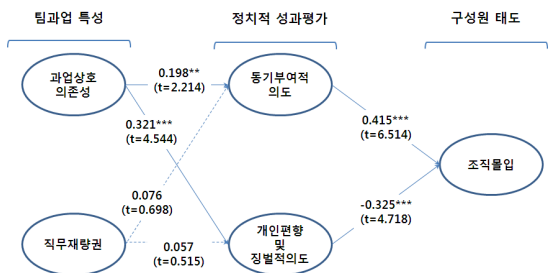 팀과업 특성
정치적 성과평가
구성원 태도
과업상호
의존성
0.198**
(t=2.214)
동기부여적
의도
0.321***
(t=4.544)
0.415***
(t=6.514)
조직몰입
0.076
(t=0.698)
-0.325***
(t=4.718)
직무재량권
0.057
(t=0.515)
개인편향
및
징벌적의도